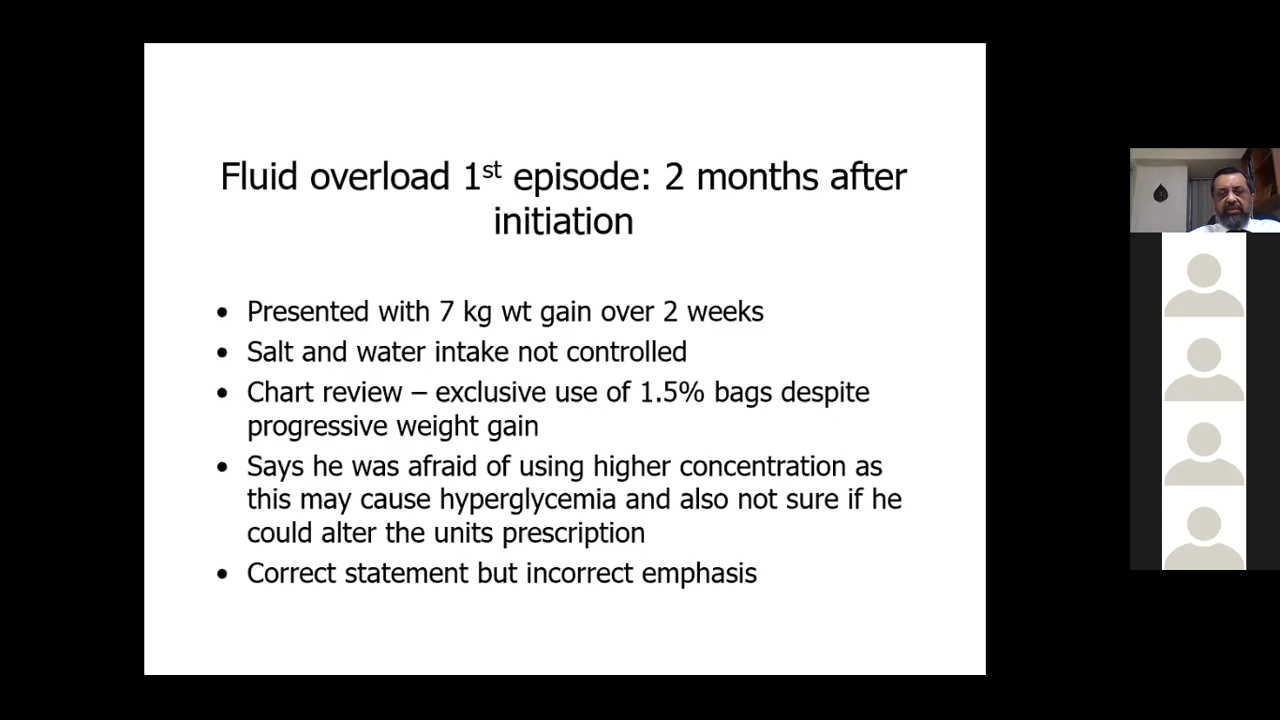 Fluid overload 1st episode: 2 months after
initiation
• Presented with 7 kg wt gain over 2 weeks
• Salt and water intake not controlled
• Chart review – exclusive use of 1.5% bags despite
progressive weight gain
• Says he was afraid of using higher concentration as
this may cause hyperglycemia and also not sure if he
could alter the units prescription
• Correct statement but incorrect emphasis